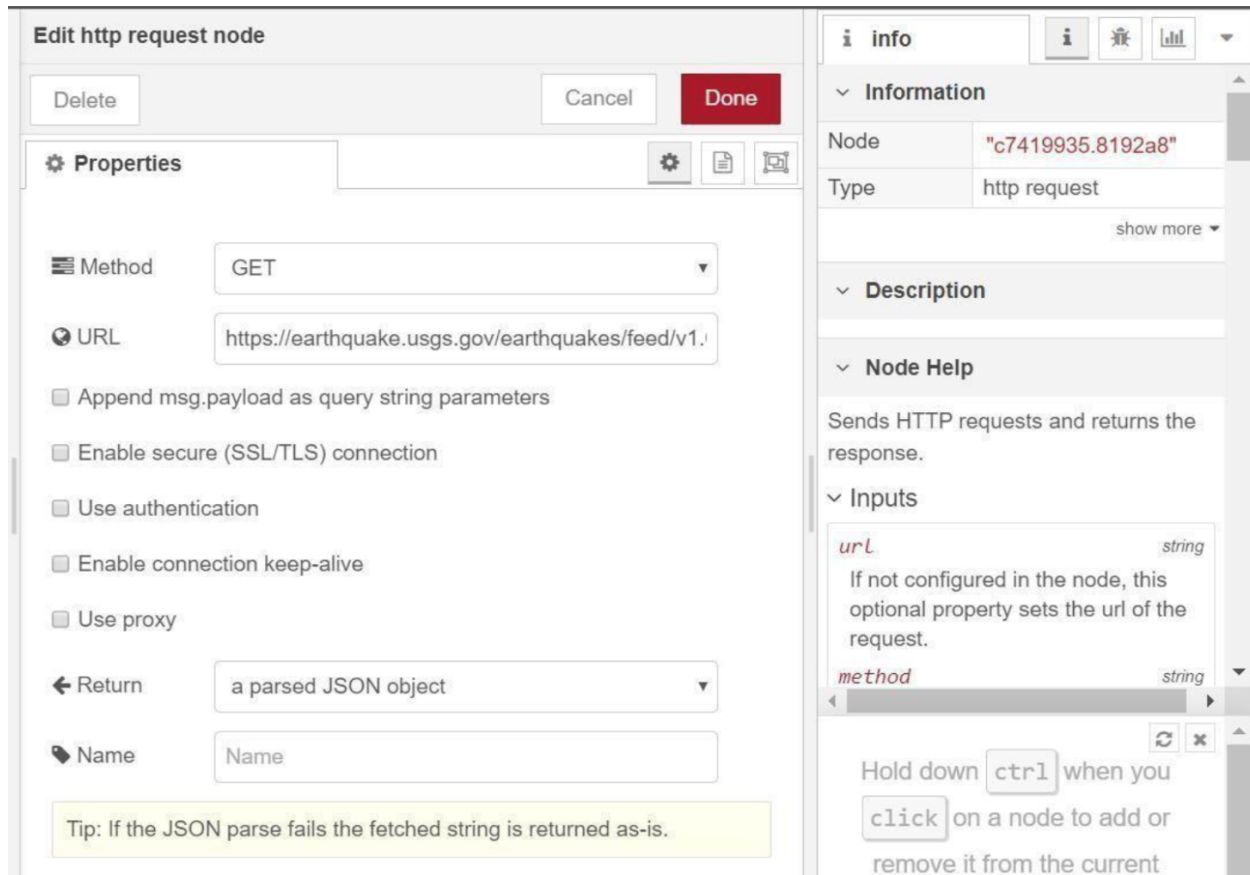 Edit http request node
Delete
Cancel
Done
Properties
Method
GET
URL
https://earthquake.usgs.gov/earthquakes/feed/v1.
Append msg.payload as query string parameters
Enable secure (SSL/TLS) connection
Use authentication
Enable connection keep-alive
Use proxy
Return
a parsed JSON object
Name
Name
Tip: If the JSON parse fails the fetched string is returned as-is.
i info
i
Information
Node
"c7419935.8192a8"
Type
http request
show more
Description
Node Help
Sends HTTP requests and returns the
response.
Inputs
url string
If not configured in the node, this
optional property sets the url of the
request.
method string
Hold down ctrl when you
click on a node to add or
remove it from the current